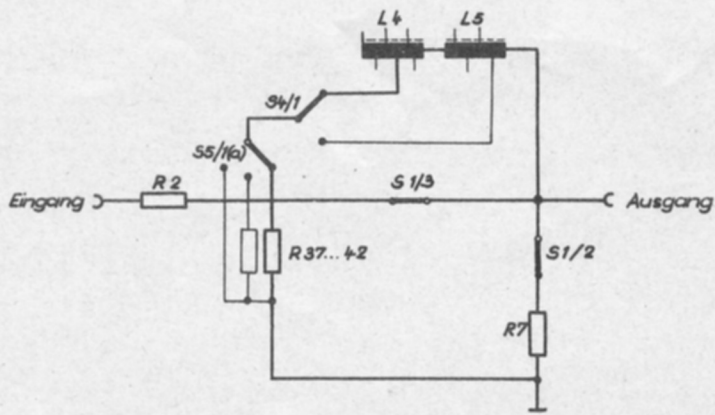 L4 L5
S4/1
S5/1(a)
R2
S1/3
Eingang
Ausgang
R37...42
S1/2
R7